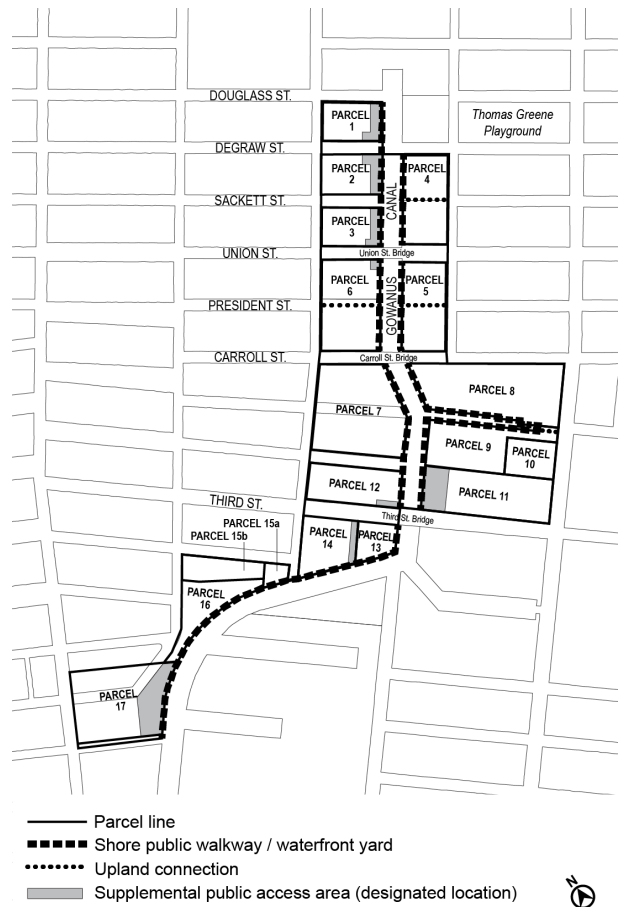 DOUGLASS ST.
PARCEL
1
Thomas Greene
Playground
DEGRAW ST.
PARCEL
2
PARCEL
4
SACKETT ST.
CANAL
PARCEL
3
UNION ST.
Union St. Bridge
PARCEL
6
PARCEL
5
GOWANUS
PRESIDENT ST.
CARROLL ST.
Carroll St. Bridge
PARCEL 8
PARCEL 7
PARCEL 9
PARCEL
10
PARCEL 12
PARCEL 11
THIRD ST.
Third St. Bridge
PARCEL 15a
PARCEL 15b
PARCEL
14
PARCEL
13
PARCEL
16
PARCEL
17
Parcel line
Shore public walkway / waterfront yard
Upland connection
Supplemental public access area (designated location)
N